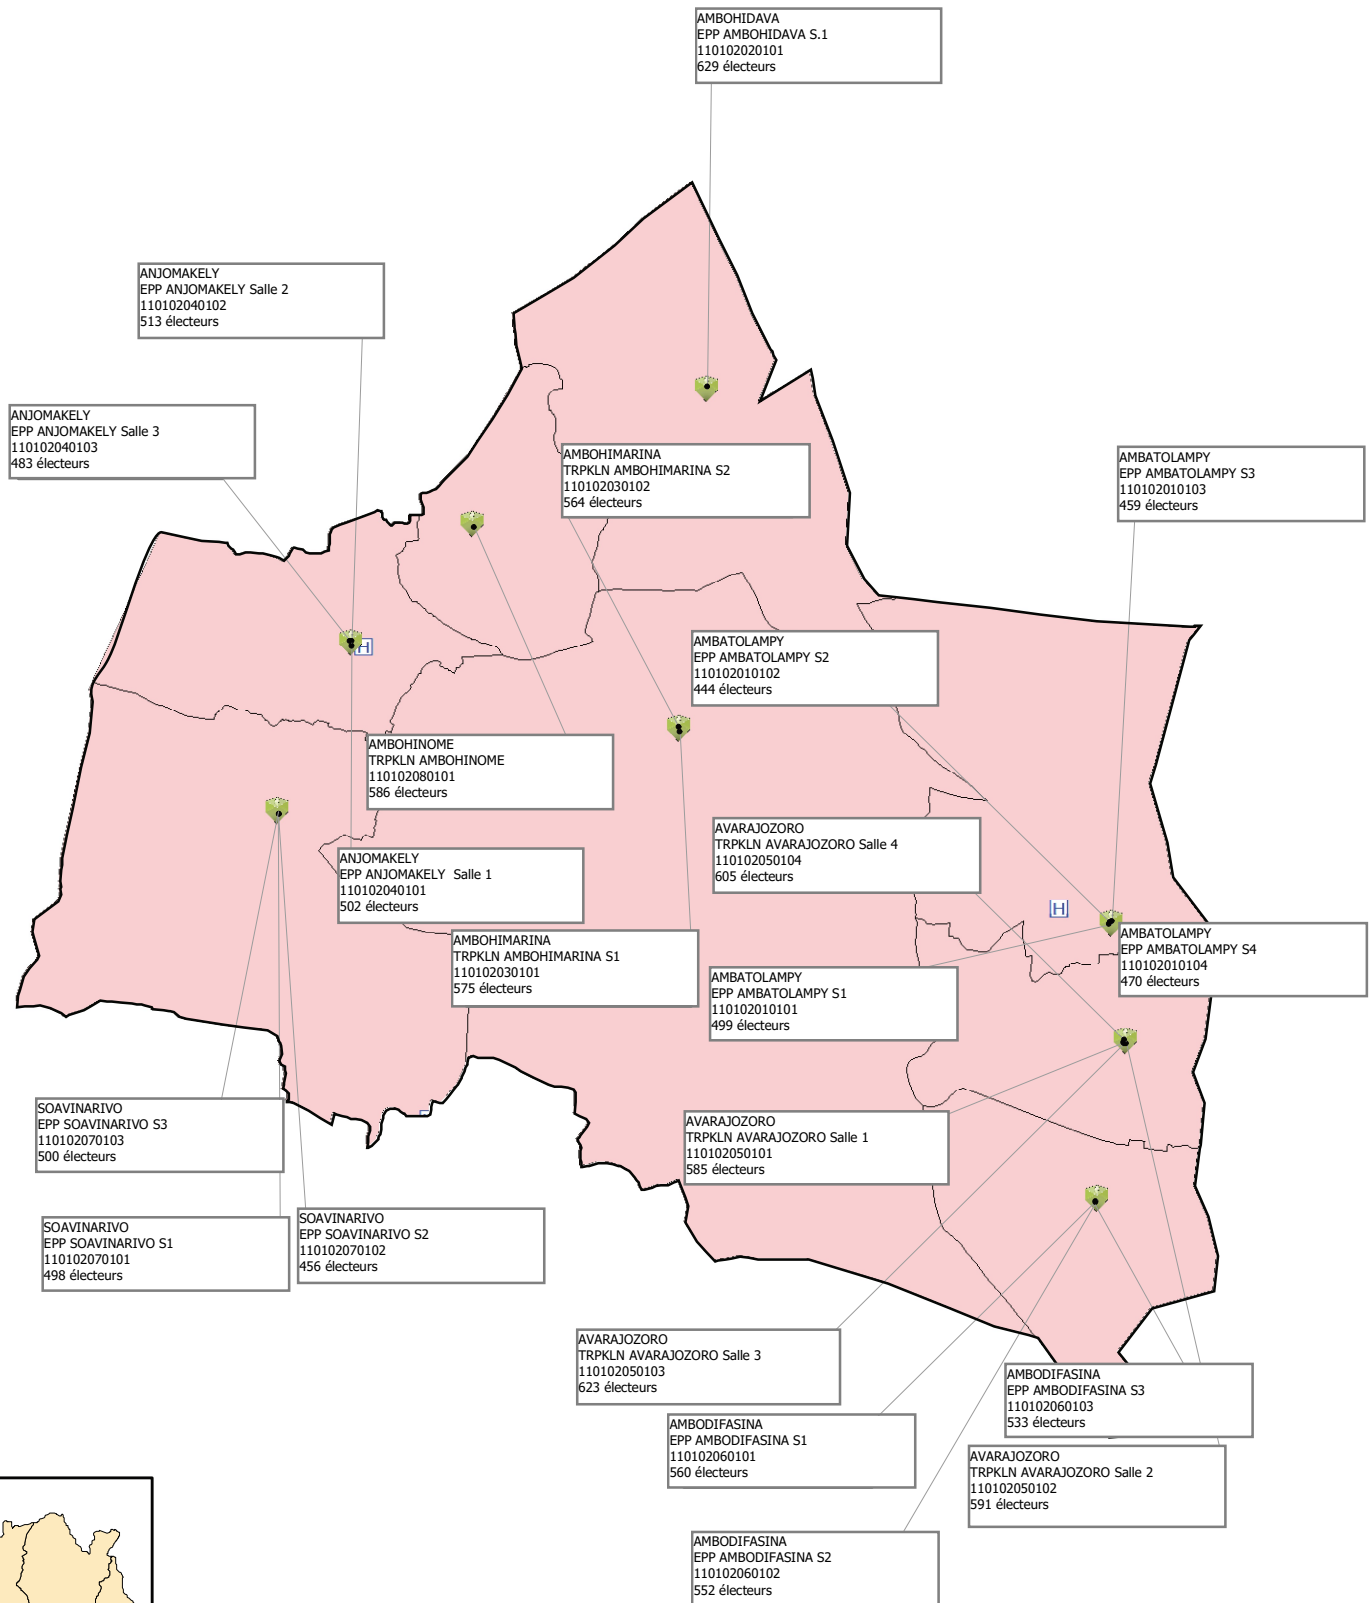 AMBOHIDAVA
EPP AMBOHIDAVA S.1
110102020101
629 électeurs
ANJOMAKELY
EPP ANJOMAKELY Salle 2
110102040102
513 électeurs
ANJOMAKELY
EPP ANJOMAKELY Salle 3
110102040103
483 électeurs
AMBOHIMARINA
TRPKLN AMBOHIMARINA S2
110102030102
564 électeurs
AMBATOLAMPY
EPP AMBATOLAMPY S3
110102010103
459 électeurs
H
AMBATOLAMPY
EPP AMBATOLAMPY S2
110102010102
444 électeurs
AMBOHINOME
TRPKLN AMBOHINOME
110102080101
586 électeurs
AVARAJOZORO
TRPKLN AVARAJOZORO Salle 4
110102050104
605 électeurs
ANJOMAKELY
EPP ANJOMAKELY  Salle 1
110102040101
502 électeurs
H
AMBATOLAMPY
EPP AMBATOLAMPY S4
110102010104
470 électeurs
AMBOHIMARINA
TRPKLN AMBOHIMARINA S1
110102030101
575 électeurs
AMBATOLAMPY
EPP AMBATOLAMPY S1
110102010101
499 électeurs
SOAVINARIVO
EPP SOAVINARIVO S3
110102070103
500 électeurs
AVARAJOZORO
TRPKLN AVARAJOZORO Salle 1
110102050101
585 électeurs
SOAVINARIVO
EPP SOAVINARIVO S1
110102070101
498 électeurs
SOAVINARIVO
EPP SOAVINARIVO S2
110102070102
456 électeurs
AVARAJOZORO
TRPKLN AVARAJOZORO Salle 3
110102050103
623 électeurs
AMBODIFASINA
EPP AMBODIFASINA S3
110102060103
533 électeurs
AMBODIFASINA
EPP AMBODIFASINA S1
110102060101
560 électeurs
AVARAJOZORO
TRPKLN AVARAJOZORO Salle 2
110102050102
591 électeurs
AMBODIFASINA
EPP AMBODIFASINA S2
110102060102
552 électeurs